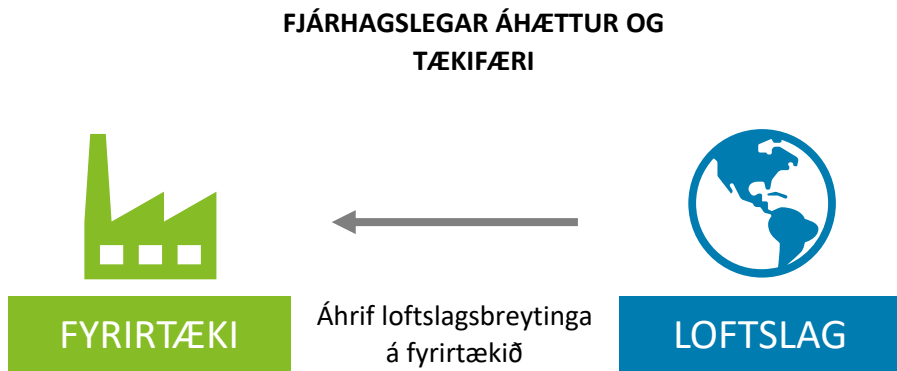 FJÁRHAGSLEGAR ÁHÆTTUR OG
TÆKIFÆRI
FYRIRTÆKI
Áhrif loftslagsbreytinga
á fyrirtækið
LOFTSLAG